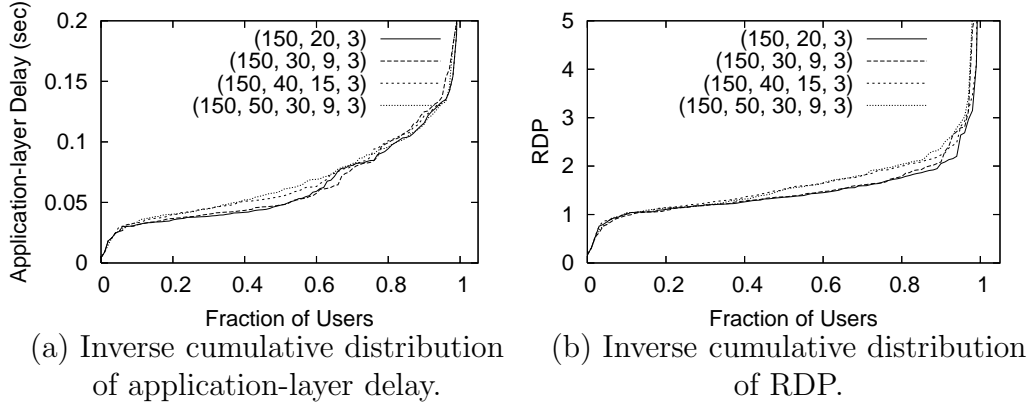 Application-layer Delay (sec)
0.2
0.15
0.1
0.05
0
(150, 20, 3)
(150, 30, 9, 3)
(150, 40, 15, 3)
(150, 50, 30, 9, 3)
0 0.2 0.4 0.6 0.8 1
Fraction of Users
(a) Inverse cumulative distribution
of application-layer delay.
RDP
5
4
3
2
1
0
(150, 20, 3)
(150, 30, 9, 3)
(150, 40, 15, 3)
(150, 50, 30, 9, 3)
0 0.2 0.4 0.6 0.8 1
Fraction of Users
(b) Inverse cumulative distribution
of RDP.